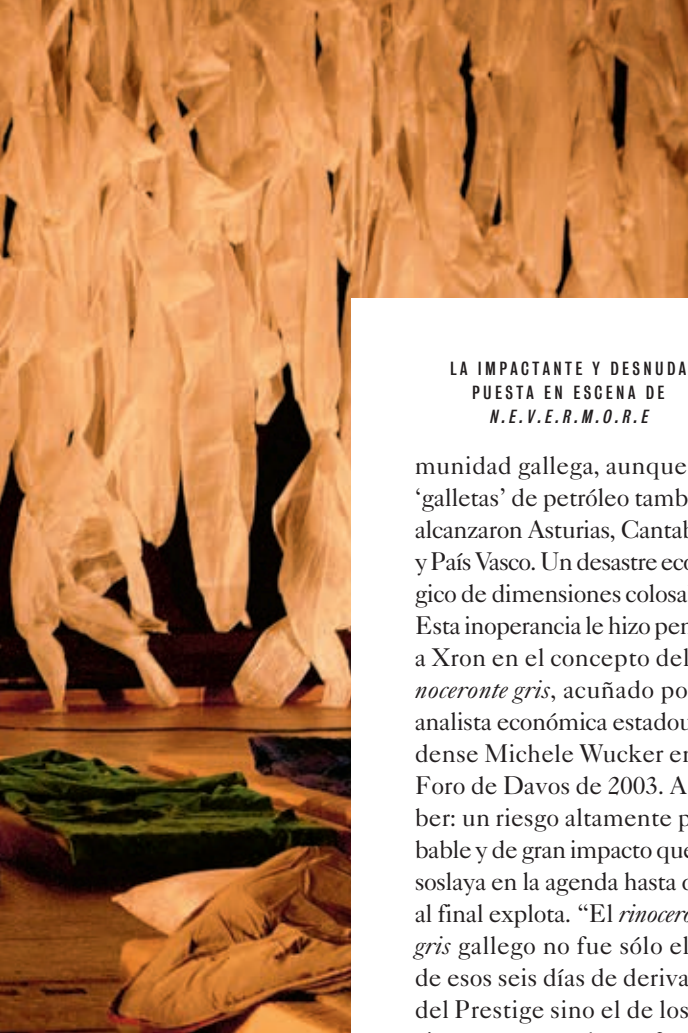 LA IMPACTANTE Y DESNUDA
PUESTA EN ESCENA DE
N.E.V.E.R.M.O.R.E
munidad gallega, aunque
‘galletas’ de petróleo tamb
alcanzaron Asturias, Cantab
y País Vasco. Un desastre eco
gico de dimensiones colosa
Esta inoperancia le hizo pen
a Xron en el concepto del
noceronte gris, acuñado po
analista económica estadou
dense Michele Wucker en
Foro de Davos de 2003. A
ber: un riesgo altamente p
bable y de gran impacto que
soslaya en la agenda hasta
al final explota. “El rinocero
gris gallego no fue sólo el
de esos seis días de deriva
del Prestige sino el de los